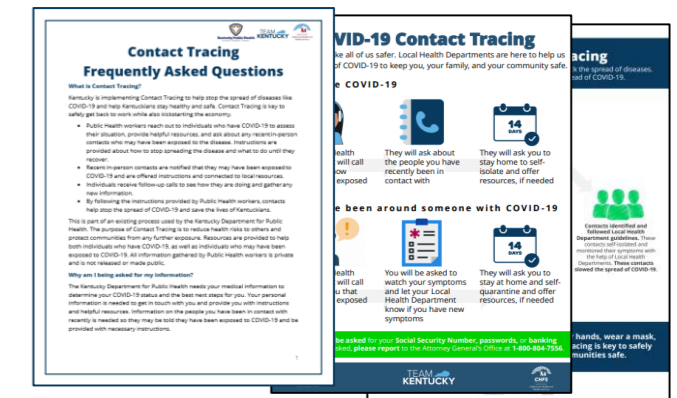 Kentucky Public Health
TEAM
KENTUCKY
Contact Tracing
Frequently Asked Questions
What is Contact Tracing?
Kentucky is implementing Contact Tracing to help stop the spread of diseases like
COVID-19 and help Kentuckians stay healthy and safe. Contact Tracing is key to
safely get back to work while also kickstarting the economy.
• Public Health workers reach out to individuals who have COVID-19 to assess
their situation, provide helpful resources, and ask about any recent in-person
contacts who may have been exposed to the disease. Instructions are
provided about how to stop spreading the disease and what to do until they
recover.
• Recent in-person contacts are notified that they may have been exposed to
COVID-19 and are offered instructions and connected to local resources.
• Individuals receive follow-up calls to see how they are doing and gather any
new information.
• By following the instructions provided by Public Health workers, contacts
help stop the spread of COVID-19 and save the lives of Kentuckians.
This is part of an existing process used by the Kentucky Department for Public
Health. The purpose of Contact Tracing is to reduce health risks to others and
protect communities from any further exposure. Resources are provided to help
both individuals who have COVID-19, as well as individuals who may have been
exposed to COVID-19. All information gathered by Public Health workers is private
and is not released or made public.
Why am I being asked for my information?
The Kentucky Department for Public Health needs your medical information to
determine your COVID-19 status and the best next steps for you. Your personal
information is needed to get in touch with you and provide you with instructions
and helpful resources. Information on the people you have been in contact with
recently is needed so they may be told they have been exposed to COVID-19 and be
provided with necessary instructions.
VID-19 Contact Tracing
ke all of us safer. Local Health Departments are here to help us
of COVID-19 to keep you, your family, and your community safe.
e COVID-19
ealth
will call
ow
exposed
They will ask about
the people you have
recently been in
contact with
14
DAYS
They will ask you to
stay home to self-
isolate and offer
resources, if needed
e been around someone with COVID-19
ealth
will call
u that
exposed
You will be asked to
watch your symptoms
and let your Local
Health Department
know if you have new
symptoms
14
DAYS
They will ask you to
stay at home and self-
quarantine and offer
resources, if needed
be asked for your Social Security Number, passwords, or banking
asked, please report to the Attorney General's Office at 1-800-804-7556.
TEAM
KENTUCKY
CHFS
acing
k the spread of diseases.
ead of COVID-19.
Contacts identified and
followed Local Health
Department guidelines. These
contacts self-isolated and
monitored their symptoms with
the help of Local Health
Departments. These contacts
slowed the spread of COVID-19.
hands, wear a mask,
acing is key to safely
munities safe.